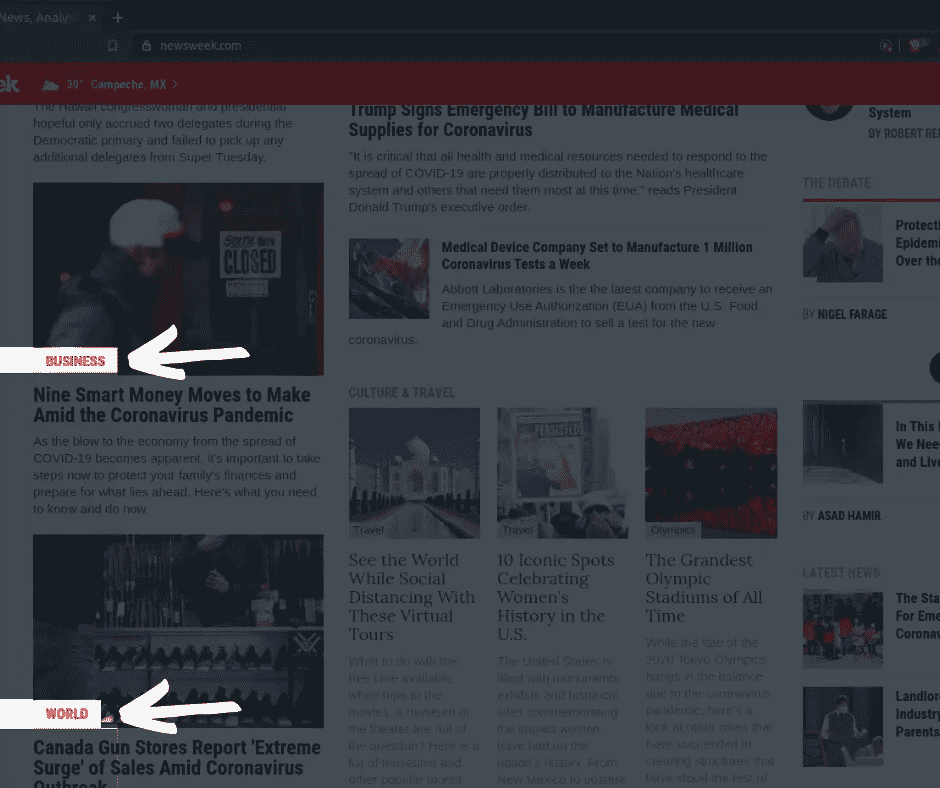 News, Analys
newsweek.com
ek
30° Campeche, MX
The Hawaii congresswoman and presidential
hopeful only accrued two delegates during the
Democratic primary and failed to pick up any
additional delegates from Super Tuesday.
Sorry WE'RE
CLOSED
BUSINESS
Nine Smart Money Moves to Make
Amid the Coronavirus Pandemic
As the blow to the economy from the spread of
COVID-19 becomes apparent, it's important to take
steps now to protect your family's finances and
prepare for what lies ahead. Here's what you need
to know and do now.
WORLD
Canada Gun Stores Report 'Extreme
Surge' of Sales Amid Coronavirus
Outbreak
Trump Signs Emergency Bill to Manufacture Medical
Supplies for Coronavirus
"It is critical that all health and medical resources needed to respond to the
spread of COVID-19 are properly distributed to the Nation's healthcare
system and others that need them most at this time," reads President
Donald Trump's executive order.
Medical Device Company Set to Manufacture 1 Million
Coronavirus Tests a Week
Abbott Laboratories is the the latest company to receive an
Emergency Use Authorization (EUA) from the U.S. Food
and Drug Administration to sell a test for the new
coronavirus.
CULTURE & TRAVEL
Travel
See the World
While Social
Distancing With
These Virtual
Tours
What to do with the
free time available
when trips to the
movies, a museum or
the theater are out of
the question? Here is a
list of museums and
other popular tourist
PERSISTED
Travel
10 Iconic Spots
Celebrating
Women's
History in the
U.S.
The United States is
filled with monuments,
exhibits and historical
sites commemorating
the impact women
have had on the
nation's history. From
New Mexico to upstate
Olympics
The Grandest
Olympic
Stadiums of All
Time
While the fate of the
2020 Tokyo Olympics
hangs in the balance
due to the coronavirus
pandemic, here's a
look at other cities that
have succeeded in
creating structures that
have stood the test of
System
BY ROBERT REI
THE DEBATE
Protecti
Epidemi
Over the
BY NIGEL FARAGE
In This
We Nee
and Live
BY ASAD HAMIR
LATEST NEWS
The Sta
For Eme
Coronav
Landlor
Industry
Parents